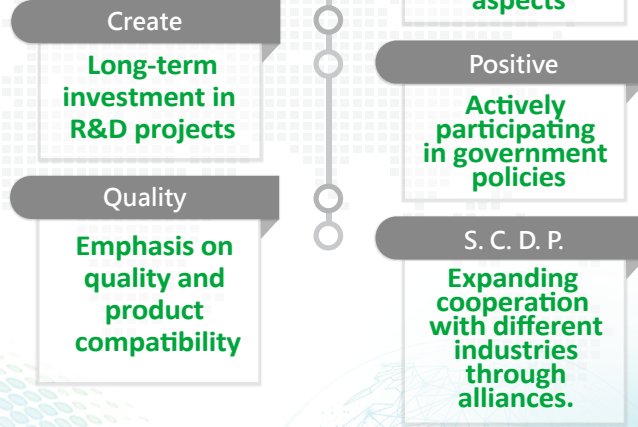 Create
Long-term
investment in
R&D projects
Quality
Emphasis on
quality and
product
compatibility
aspects
Positive
Actively
participating
in government
policies
S. C. D. P.
Expanding
cooperation
with different
industries
through
alliances.